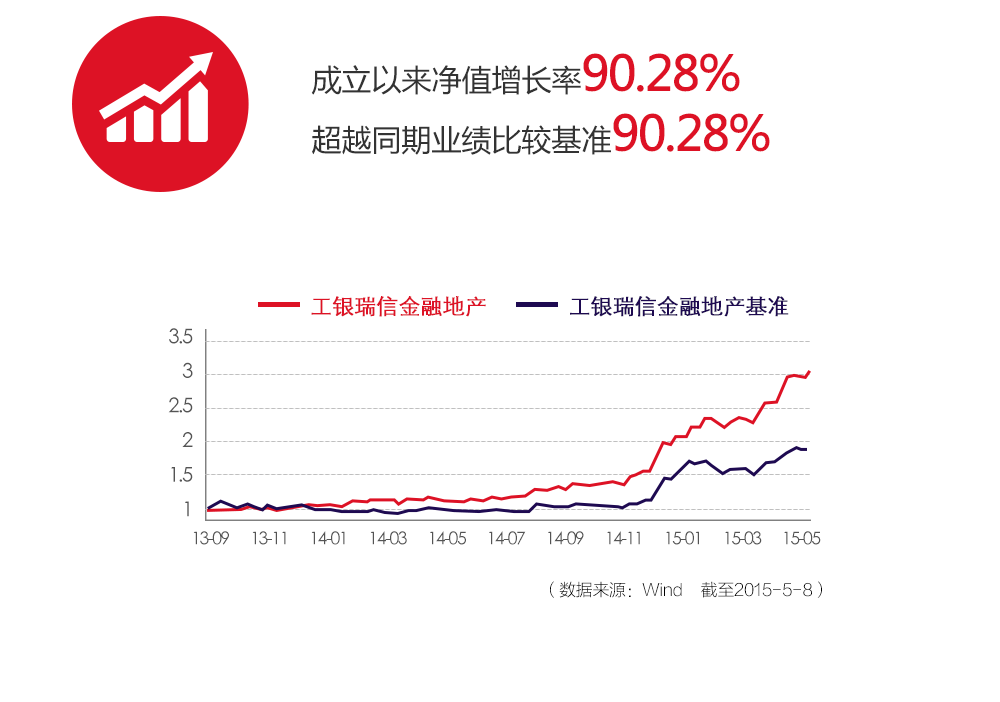 成立以来净值增长率90.28%
超越同期业绩比较基准90.28%
工银瑞信金融地产 工银瑞信金融地产基准
3.5
3
2.5
2
1.5
1
13-09 13-11 14-01 14-03 14-05 14-07 14-09 14-11 15-01 15-03 15-05
（数据来源：Wind 截至2015-5-8）